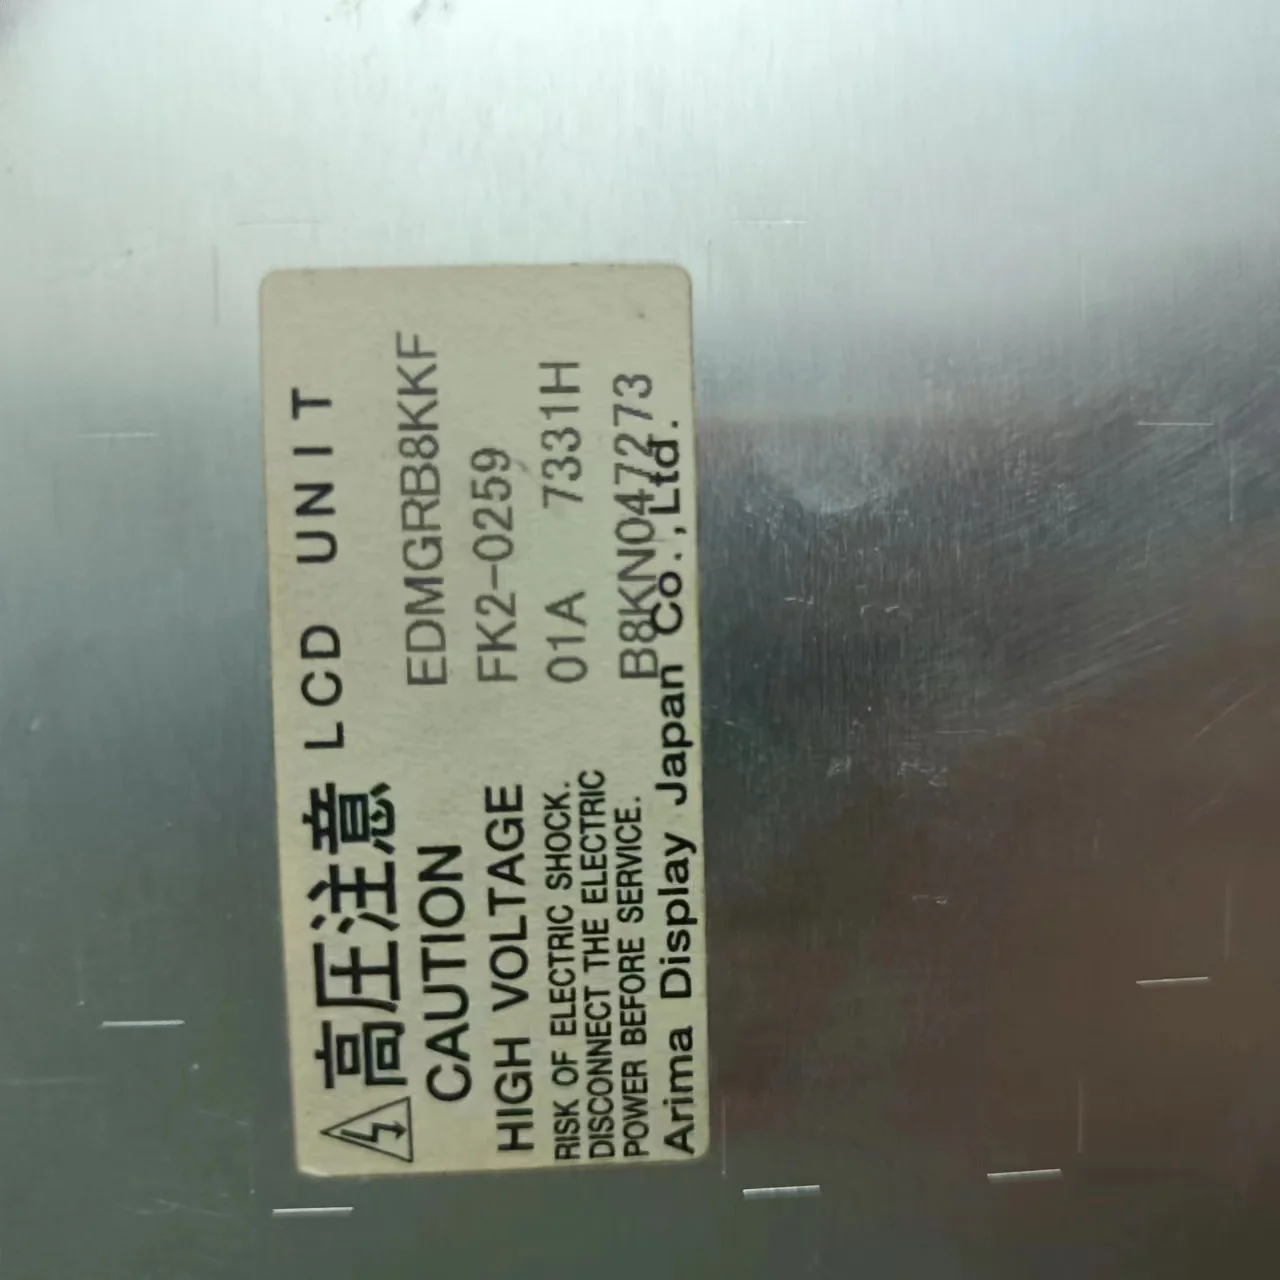 高圧注意 LCD UNIT
CAUTION
HIGH VOLTAGE
RISK OF ELECTRIC SHOCK.
DISCONNECT THE ELECTRIC
POWER BEFORE SERVICE.
EDMGRB8KKF
FK2-0259
01A 7331H
B8KN047273
Arima Display Japan Co.,Ltd.